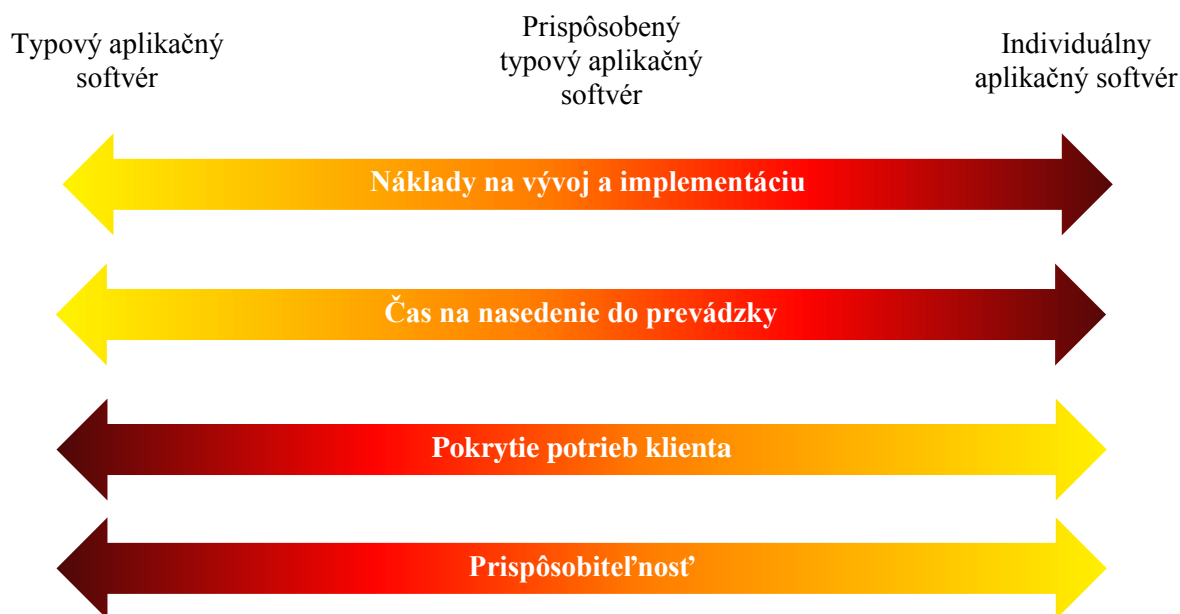 Typový aplikačný
softvér
Prispôsobený
typový aplikačný
softvér
Individuálny
aplikačný softvér
Náklady na vývoj a implementáciu
Čas na nasedenie do prevádzky
Pokrytie potrieb klienta
Prispôsobiteľnosť